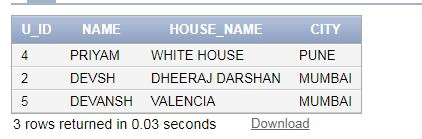 U_ID NAME HOUSE_NAME CITY
4 PRIYAM WHITE HOUSE PUNE
2 DEVSH DHEERAJ DARSHAN MUMBAI
5 DEVANSH VALENCIA MUMBAI
3 rows returned in 0.03 seconds Download